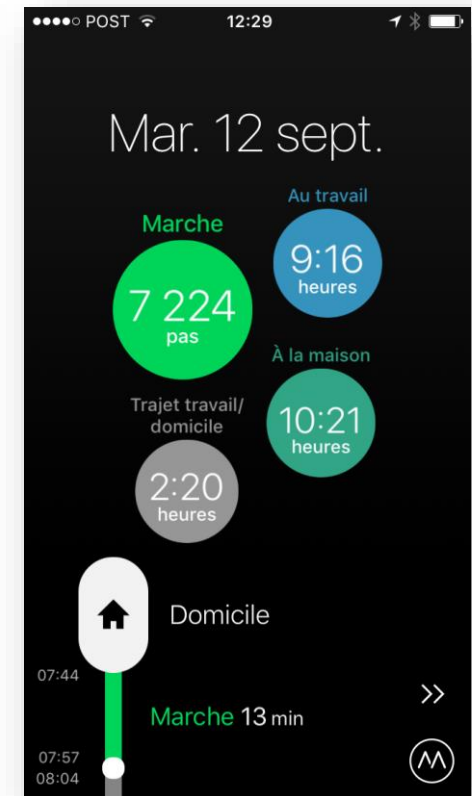 POST 12:29
Mar. 12 sept.
Au travail
9:16
heures
Marche
7 224
pas
À la maison
10:21
heures
Trajet travail/
domicile
2:20
heures
Domicile
07:44
Marche 13 min
07:57
08:04